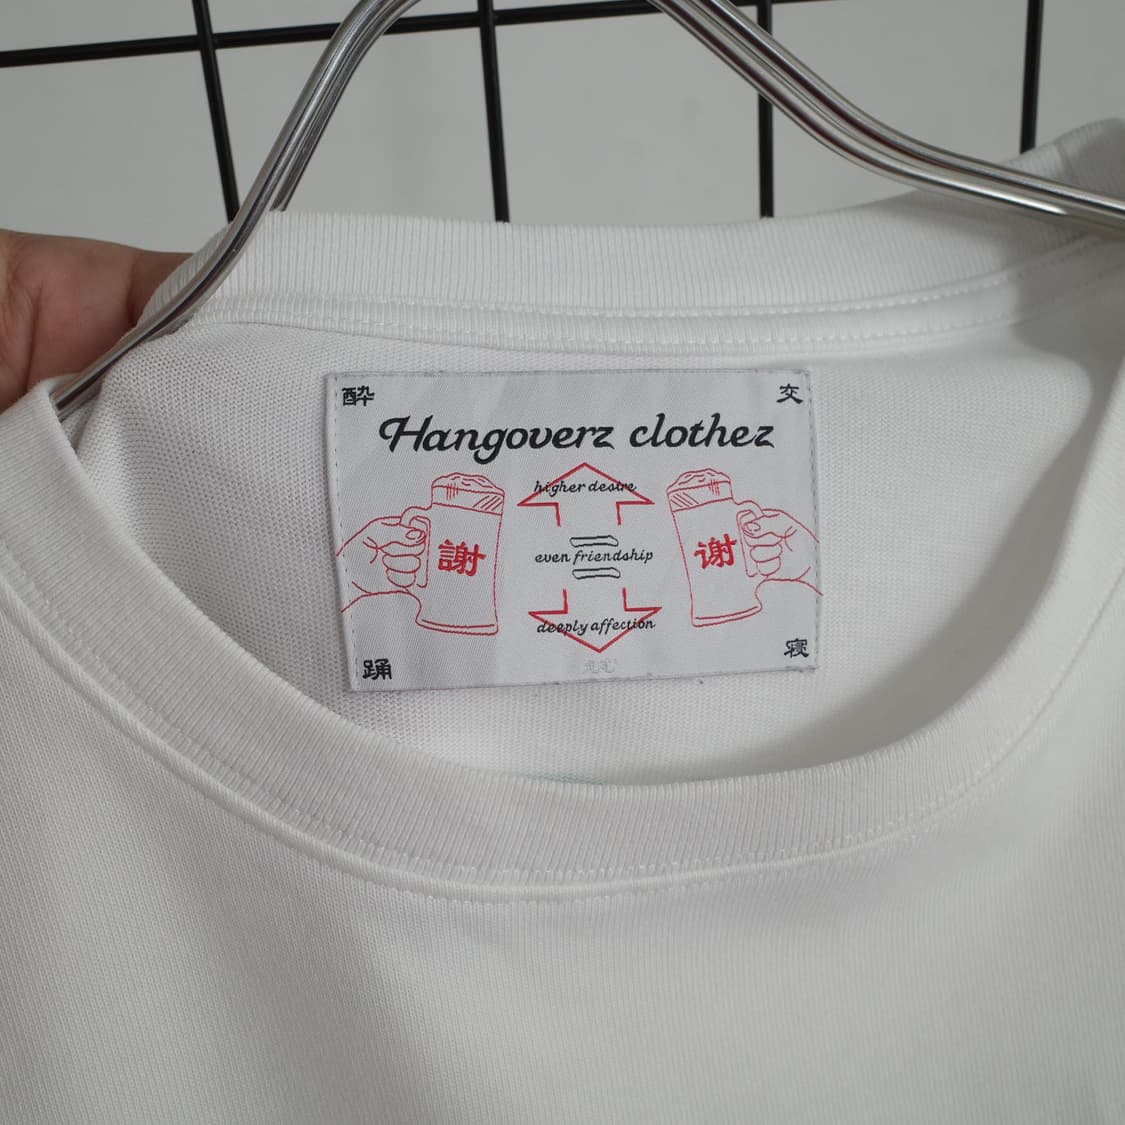 酔 交
Hangoverz clothez
higher desire
謝 even friendship 谢
deeply affection
踊 寝